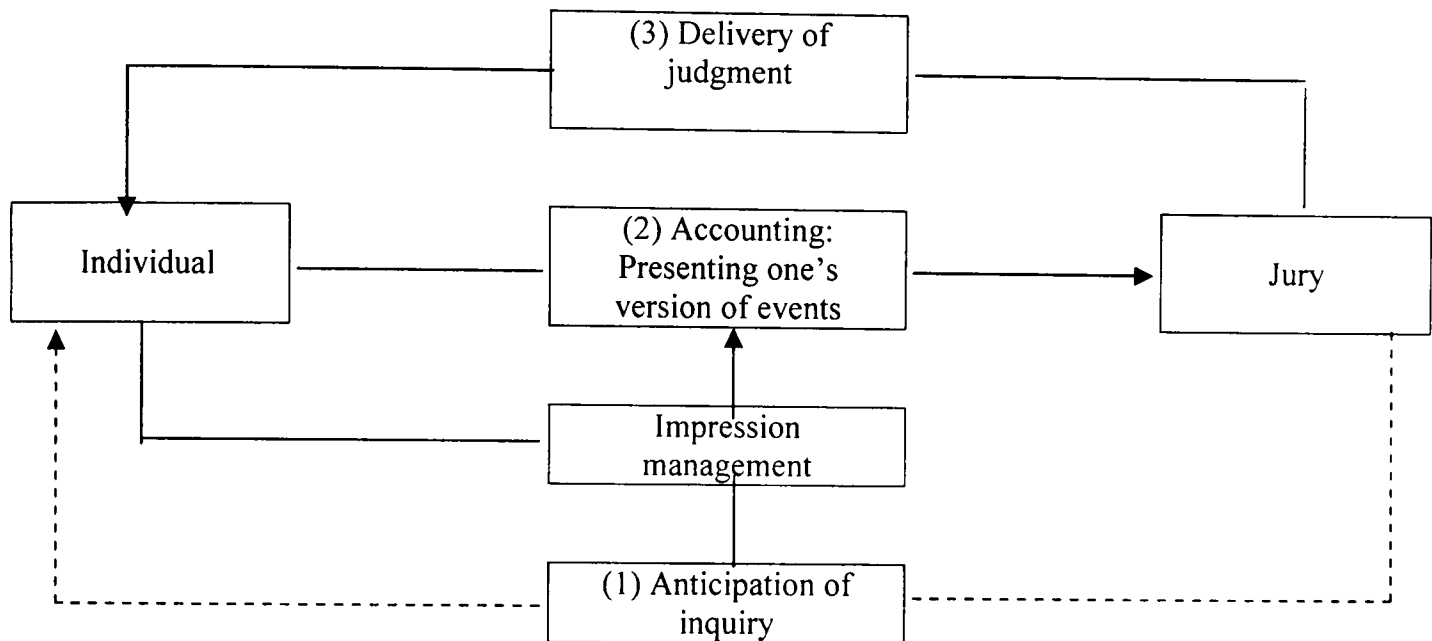 (3) Delivery of
judgment
Individual
(2) Accounting:
Presenting one’s
version of events
Jury
Impression
management
(1) Anticipation of
inquiry